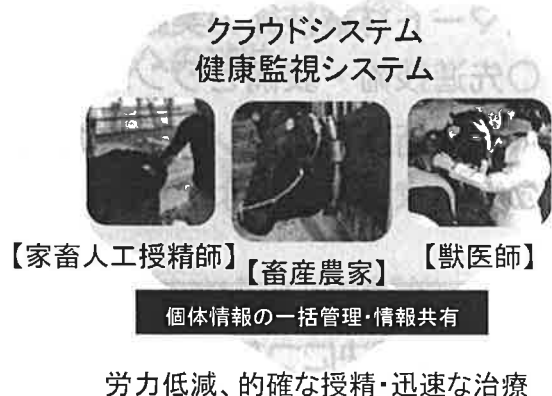 クラウドシステム
健康監視システム
【家畜人工授精師】
【畜産農家】
【獣医師】
個体情報の一括管理・情報共有
労力低減、的確な授精・迅速な治療